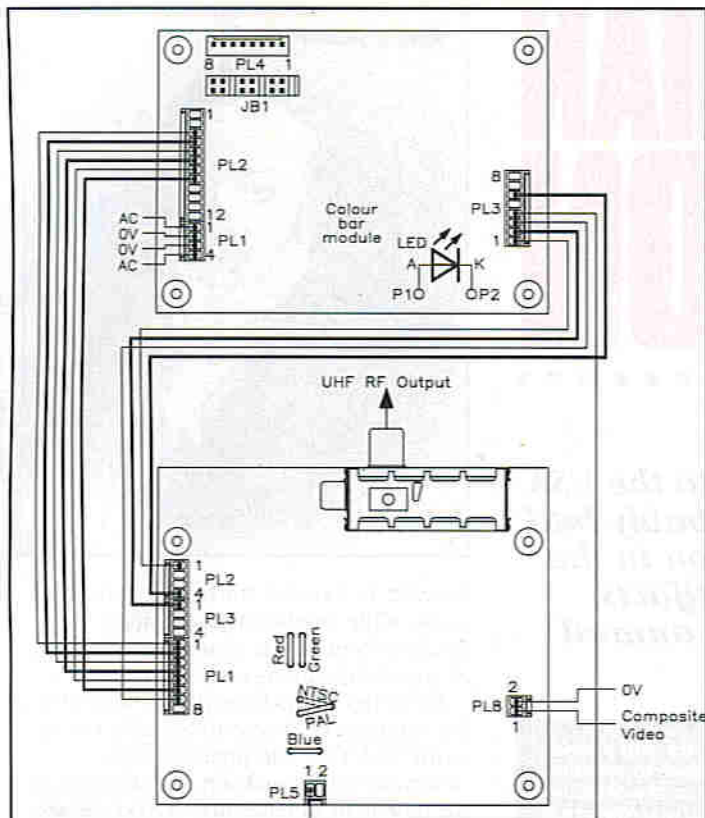 8 PL4 1
JB1
1
PL2
12
AC
0V
0V
AC
1
PL1
4
Colour
bar
module
LED
A
K
P1
P2
8
PL3
1
UHF RF Output
1
PL2
4
1
PL3
4
1
PL1
8
Red
Green
NTSC
PAL
Blue
2
PL8
1
0V
Composite
Video
1 2
PL5